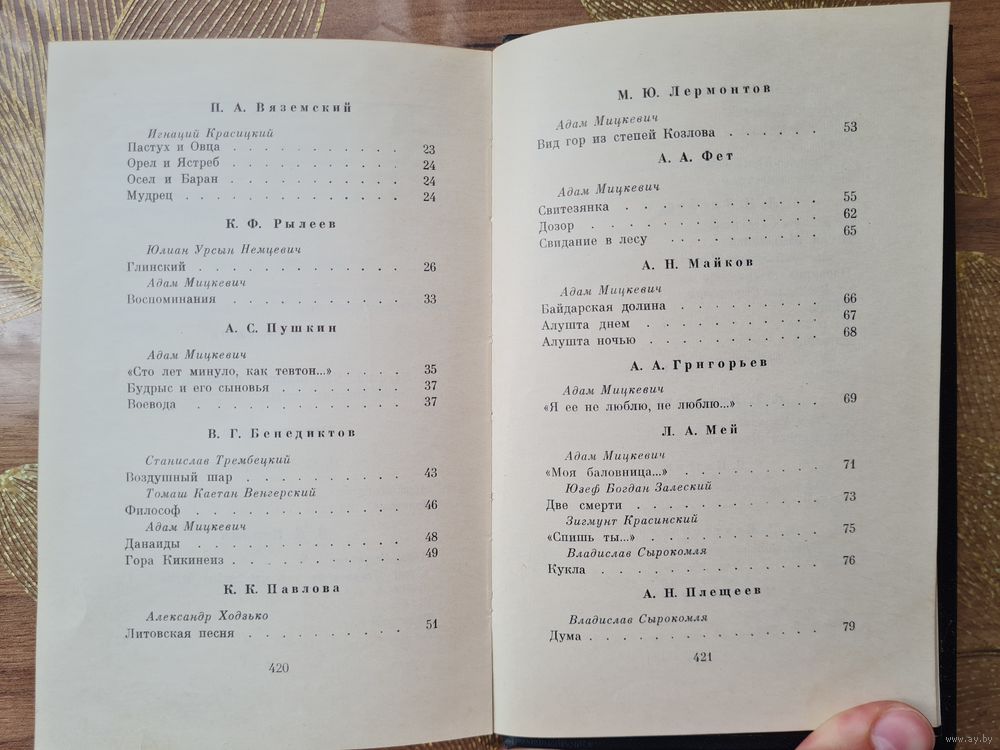 П. А. Вяземский
Игнаций Красицкий
Пастух и Овца . . . . . . . . . . 23
Орел и Ястреб . . . . . . . . . . 24
Осел и Баран . . . . . . . . . . 24
Мудрец . . . . . . . . . . . . 24
К. Ф. Рылеев
Юлиан Урсын Немцевич
Глинский . . . . . . . . . . . 26
Адам Мицкевич
Воспоминания . . . . . . . . . . 33
А. С. Пушкин
Адам Мицкевич
«Сто лет минуло, как тевтон...» . . . . 35
Будрыс и его сыновья . . . . . . . 37
Воевода . . . . . . . . . . . 37
В. Г. Бенедиктов
Станислав Трембецкий
Воздушный шар . . . . . . . . . 43
Томаш Каетан Венгерский
Философ . . . . . . . . . . . 46
Адам Мицкевич
Данаиды . . . . . . . . . . . 48
Гора Кикинеиз . . . . . . . . . . 49
К. К. Павлова
Александр Ходзько
Литовская песня . . . . . . . . . 51
420
М. Ю. Лермонтов
Адам Мицкевич
Вид гор из степей Козлова . . . . . . 53
А. А. Фет
Адам Мицкевич
Свитезянка . . . . . . . . . . 55
Дозор . . . . . . . . . . . 62
Свидание в лесу . . . . . . . . . 65
А. Н. Майков
Адам Мицкевич
Байдарская долина . . . . . . . . 66
Алушта днем . . . . . . . . . 67
Алушта ночью . . . . . . . . . 68
А. А. Григорьев
Адам Мицкевич
«Я ее не люблю, не люблю...» . . . . . 69
Л. А. Мей
Адам Мицкевич
«Моя баловница...» . . . . . . . . 71
Юзеф Богдан Залеский
Две смерти . . . . . . . . . . 73
Зигмунт Красинский
«Спишь ты...» . . . . . . . . . 75
Владислав Сырокомля
Кукла . . . . . . . . . . . 76
А. Н. Плещеев
Владислав Сырокомля
Дума . . . . . . . . . . . . 79
421
www.ay.by